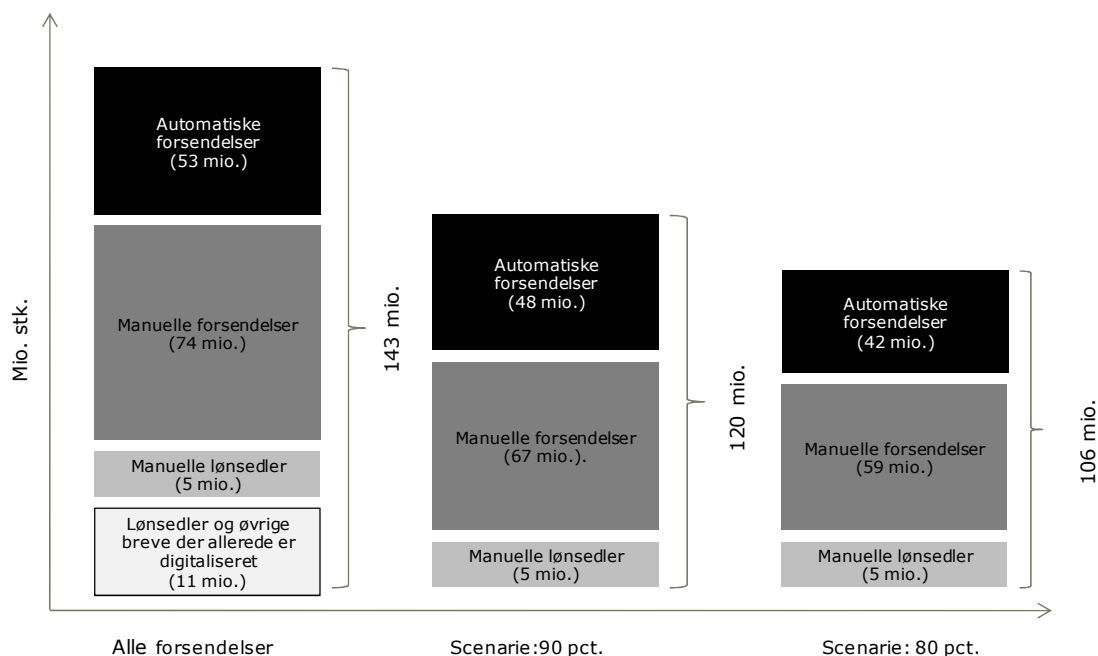 Mio. stk.
Automatiske
forsendelser
(53 mio.)
Manuelle forsendelser
(74 mio.)
Manuelle lønsedler
(5 mio.)
Lønsedler og øvrige
breve der allerede er
digitaliseret
(11 mio.)
143 mio.
Automatiske
forsendelser
(48 mio.)
Manuelle forsendelser
(67 mio.).
Manuelle lønsedler
(5 mio.)
120 mio.
Automatiske
forsendelser
(42 mio.)
Manuelle forsendelser
(59 mio.)
Manuelle lønsedler
(5 mio.)
106 mio.
Alle forsendelser
Scenarie:90 pct.
Scenarie: 80 pct.